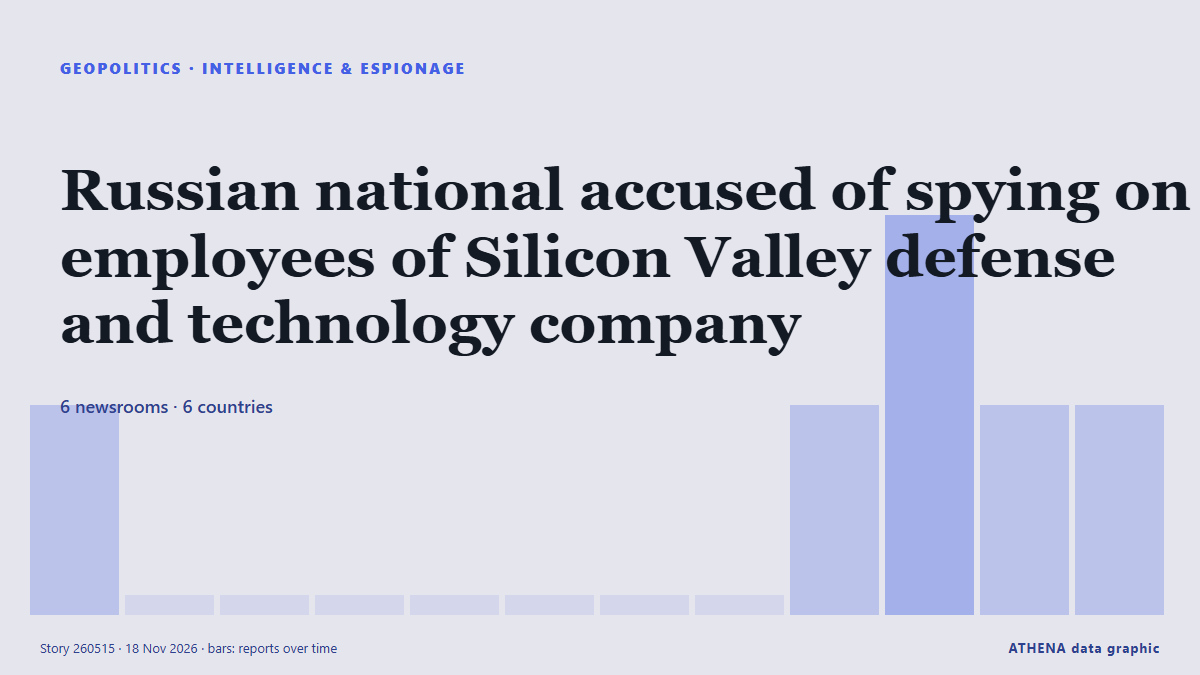 GEOPOLITICS · INTELLIGENCE & ESPIONAGE
Russian national accused of spying on
employees of Silicon Valley defense
and technology company
6 newsrooms · 6 countries
Story 260515 · 18 Nov 2026 · bars: reports over time
ATHENA data graphic